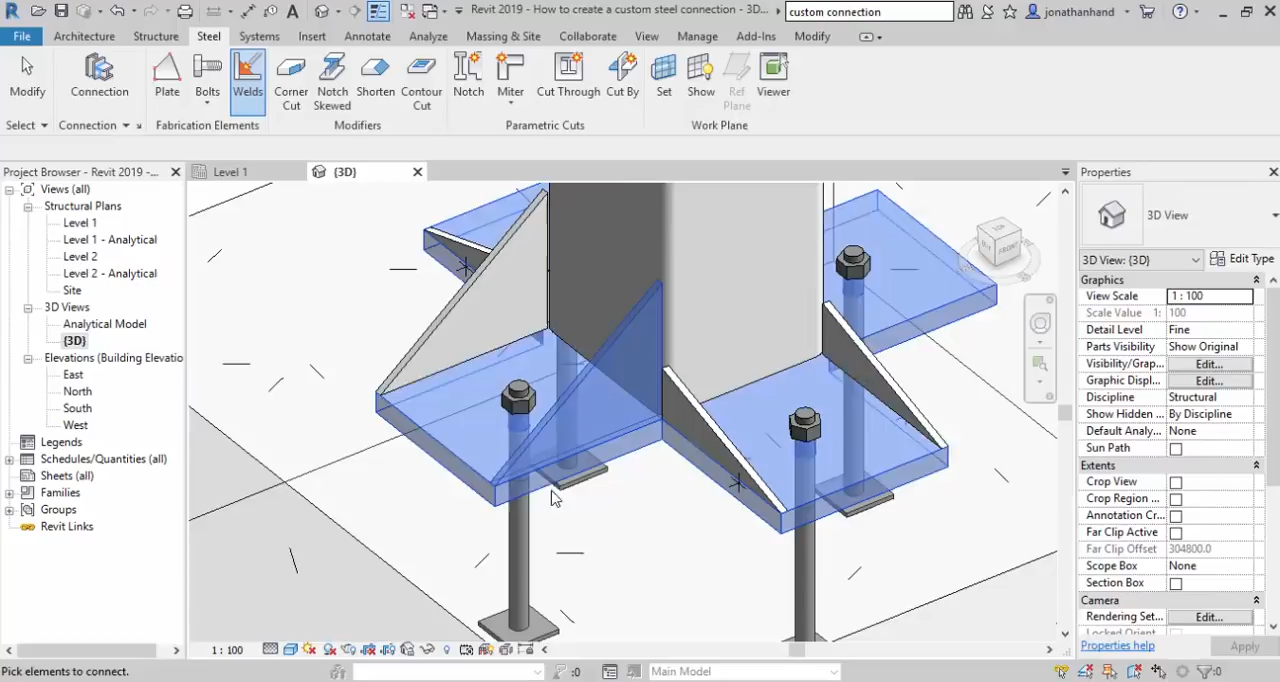 Revit 2019 - How to create a custom steel connection - 3D...
custom connection
jonathanhand
File Architecture Structure Steel Systems Insert Annotate Analyze Massing & Site Collaborate View Manage Add-Ins Modify
Modify Connection Plate Bolts Welds Corner Cut Notch Skewed Shorten Contour Cut Notch Miter Cut Through Cut By Set Show Ref Plane Viewer
Select Connection Fabrication Elements Modifiers Parametric Cuts Work Plane
Project Browser - Revit 2019 -...
Level 1
{3D}
Views (all)
Structural Plans
Level 1
Level 1 - Analytical
Level 2
Level 2 - Analytical
Site
3D Views
Analytical Model
{3D}
Elevations (Building Elevatio
East
North
South
West
Legends
Schedules/Quantities (all)
Sheets (all)
Families
Groups
Revit Links
FRONT
Properties
3D View
3D View: {3D} Edit Type
Graphics
View Scale 1 : 100
Scale Value 1: 100
Detail Level Fine
Parts Visibility Show Original
Visibility/Grap... Edit...
Graphic Displ... Edit...
Discipline Structural
Show Hidden ... By Discipline
Default Analy... None
Sun Path
Extents
Crop View
Crop Region ...
Annotation Cr...
Far Clip Active
Far Clip Offset 304800.0
Scope Box None
Section Box
Camera
Rendering Set... Edit...
Properties help Apply
1 : 100
Pick elements to connect.
:0
Main Model
:0